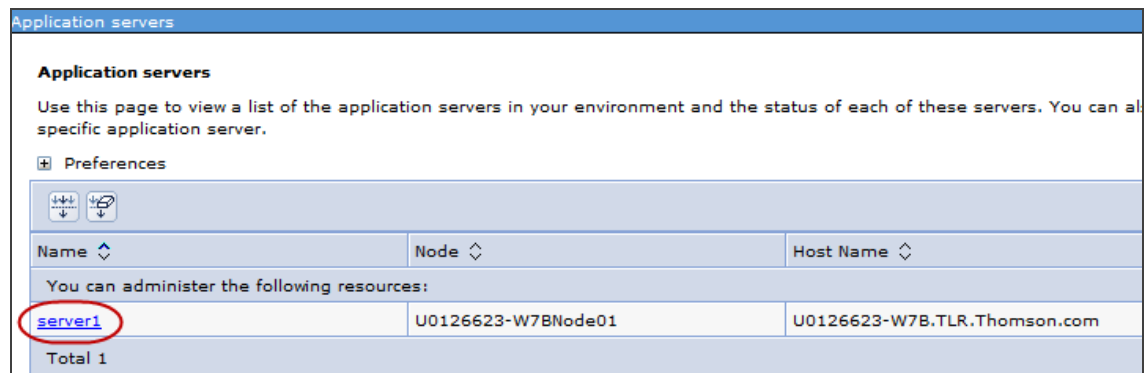 Application servers
Application servers
Use this page to view a list of the application servers in your environment and the status of each of these servers. You can
specific application server.
Preferences
Name Node Host Name
You can administer the following resources:
server1 U0126623-W7BNode01 U0126623-W7B.TLR.Thomson.com
Total 1